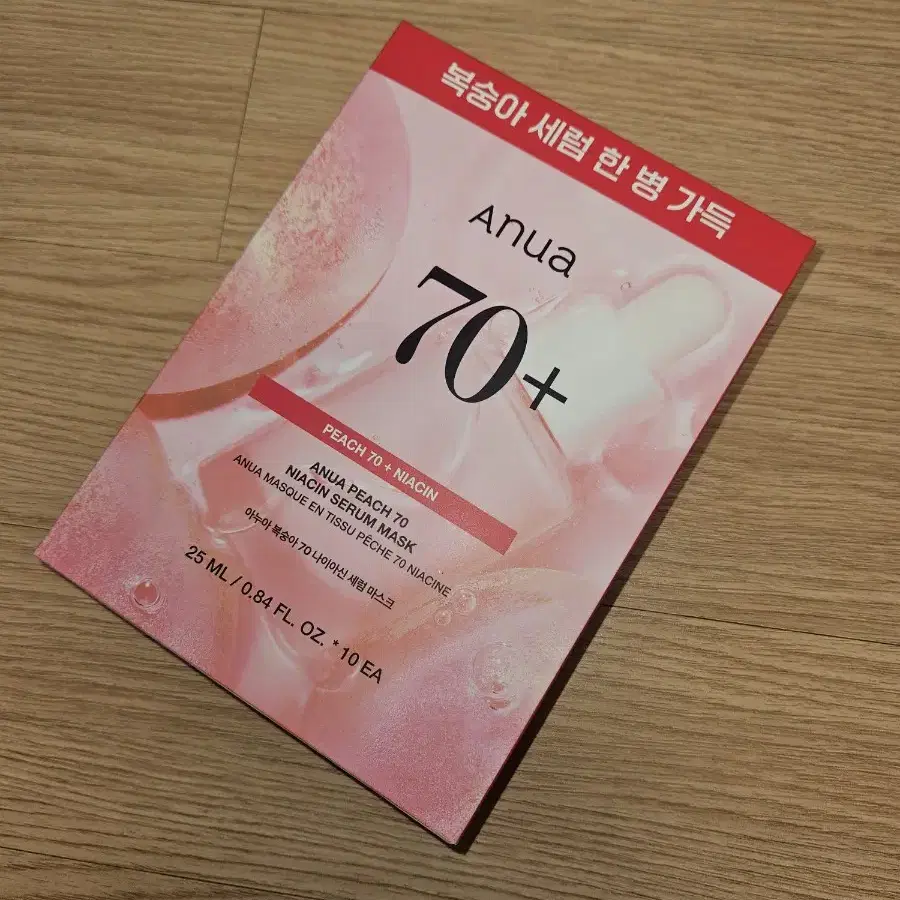 복숭아 세럼 한 병 가득
Anua
70+
PEACH 70 + NIACIN
ANUA PEACH 70
NIACIN SERUM MASK
ANUA MASQUE EN TISSU PÊCHE 70 NIACINE
아누아 복숭아 70 나이아신 세럼 마스크
25 ML / 0.84 FL. OZ. * 10 EA